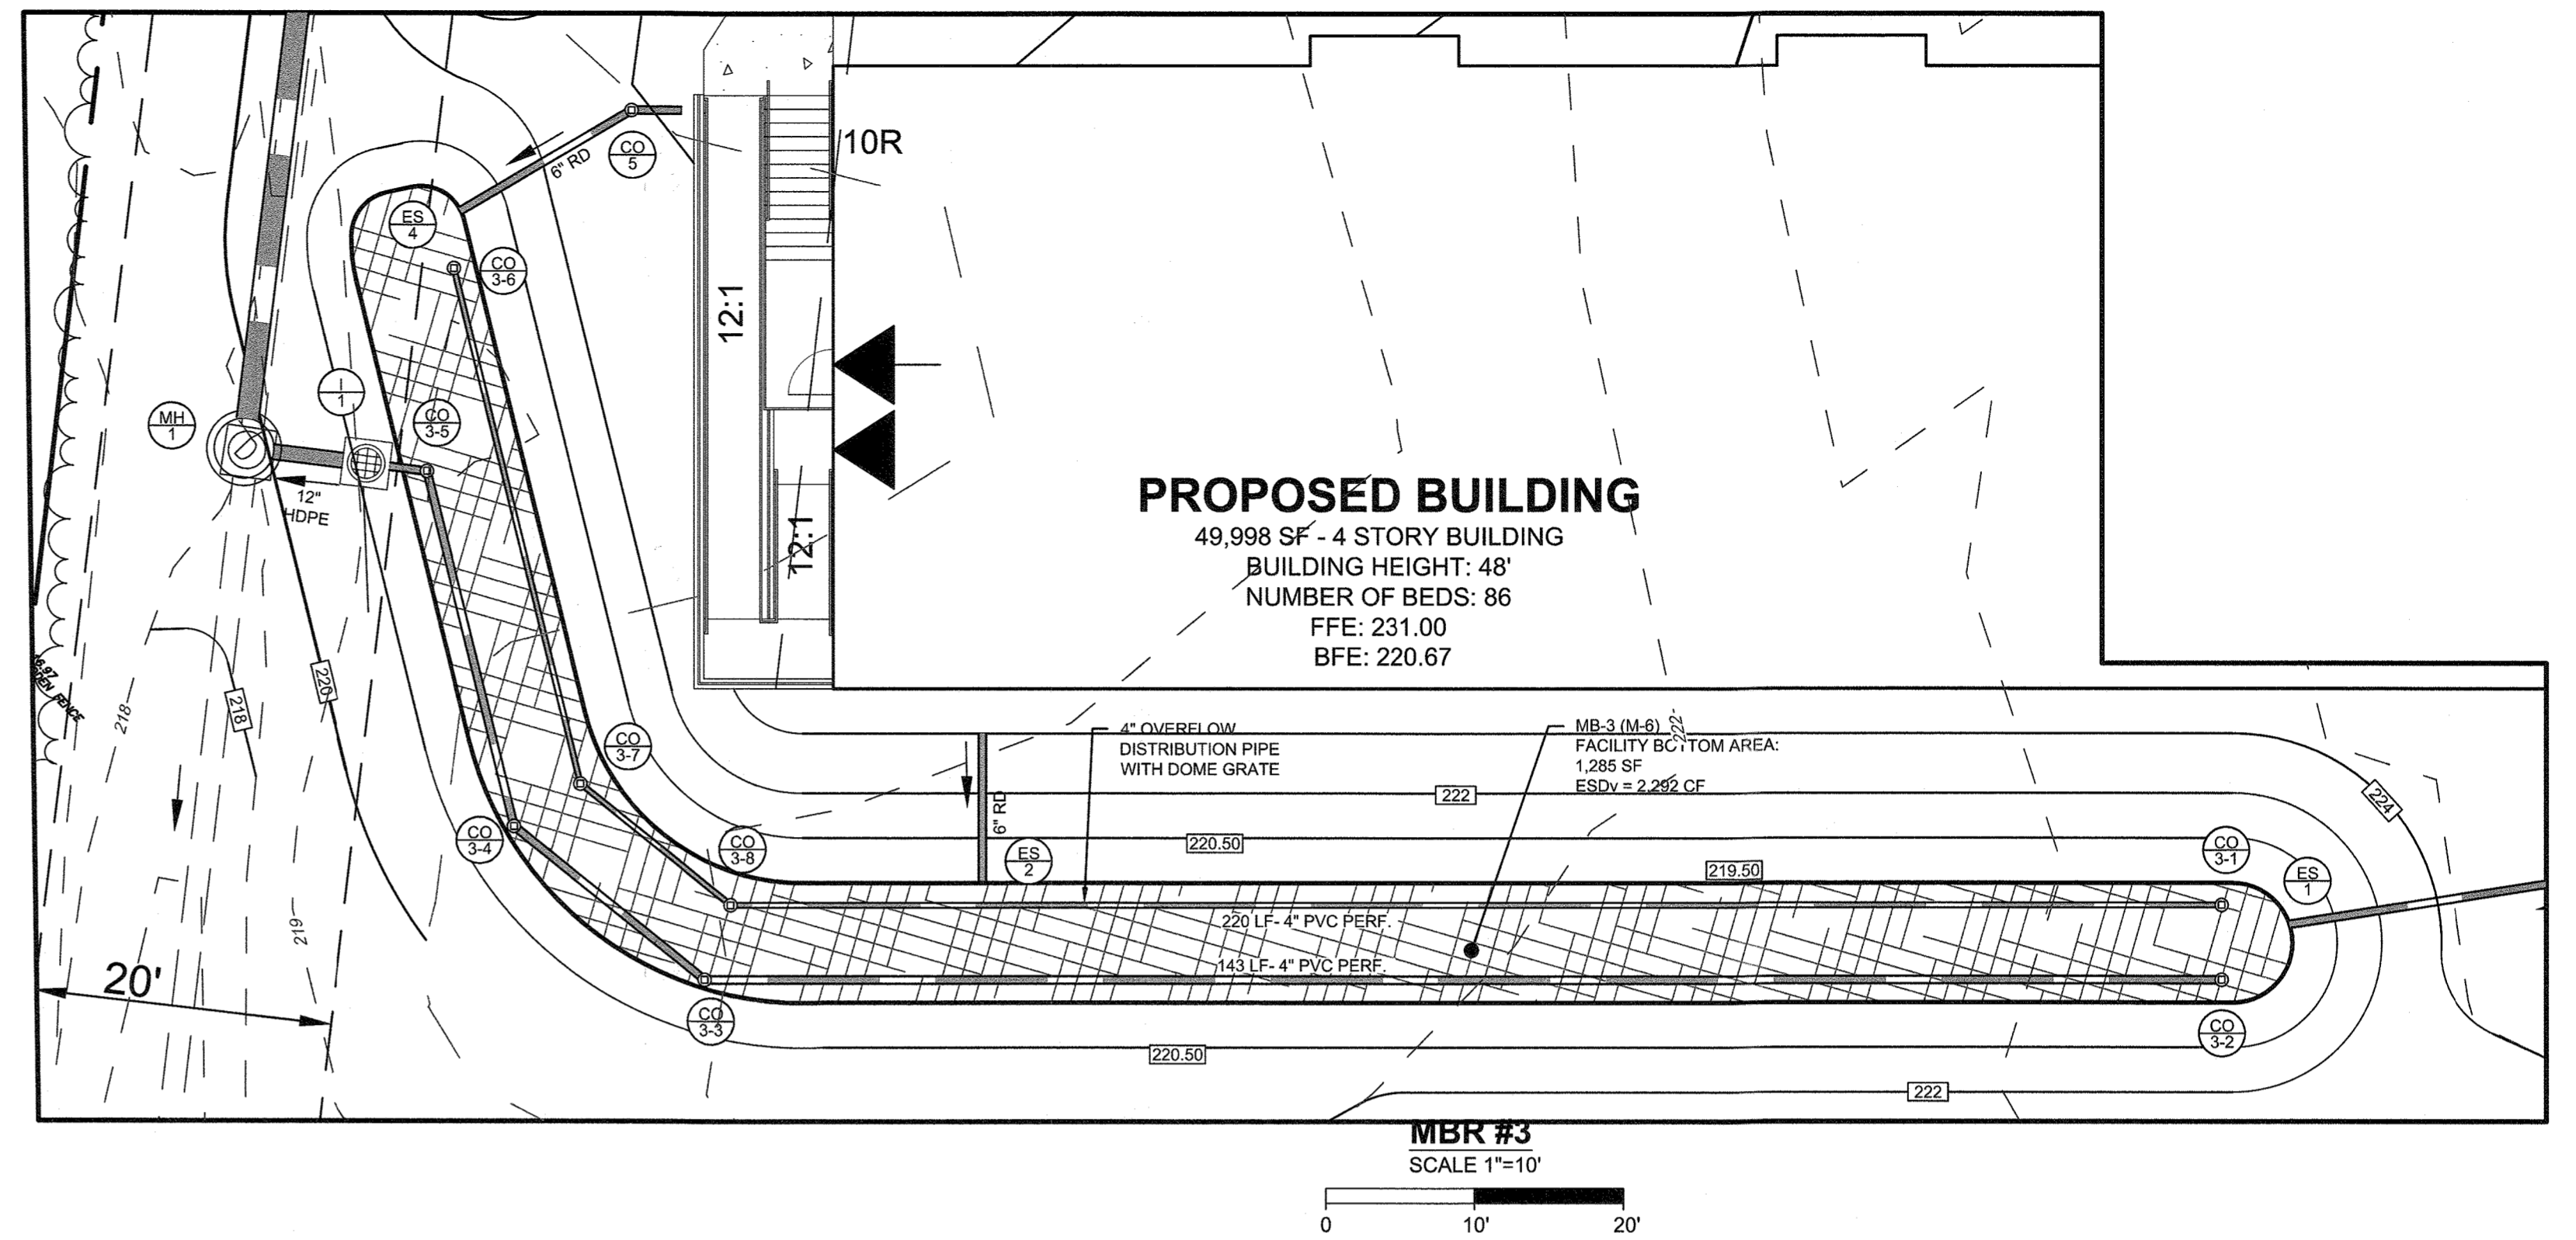 10R
CO
5
6" RD
ES
4
CO
3-6
12:1
I
1
CO
3-5
MH
1
12"
HDPE
12:1
PROPOSED BUILDING
49,998 SF - 4 STORY BUILDING
BUILDING HEIGHT: 48'
NUMBER OF BEDS: 86
FFE: 231.00
BFE: 220.67
220
218
218
DEN FENCE
CO
3-7
4" OVERFLOW
DISTRIBUTION PIPE
WITH DOME GRATE
MB-3 (M-6)
FACILITY BOTTOM AREA:
1,285 SF
ESDv = 2,292 CF
222
222
224
6" RD
CO
3-4
CO
3-8
220.50
ES
2
219.50
CO
3-1
ES
1
220 LF- 4" PVC PERF.
143 LF- 4" PVC PERF.
219
20'
CO
3-3
CO
3-2
220.50
222
MBR #3
SCALE 1"=10'
0 10' 20'